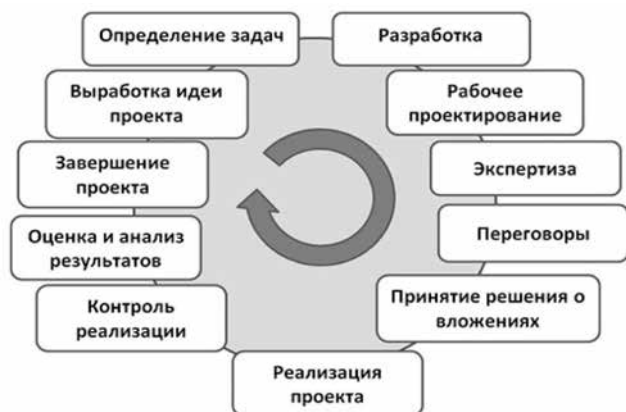 Определение задач
Разработка
Выработка идеи
проекта
Рабочее
проектирование
Завершение
проекта
Экспертиза
Оценка и анализ
результатов
Переговоры
Контроль
реализации
Принятие решения о
вложениях
Реализация
проекта